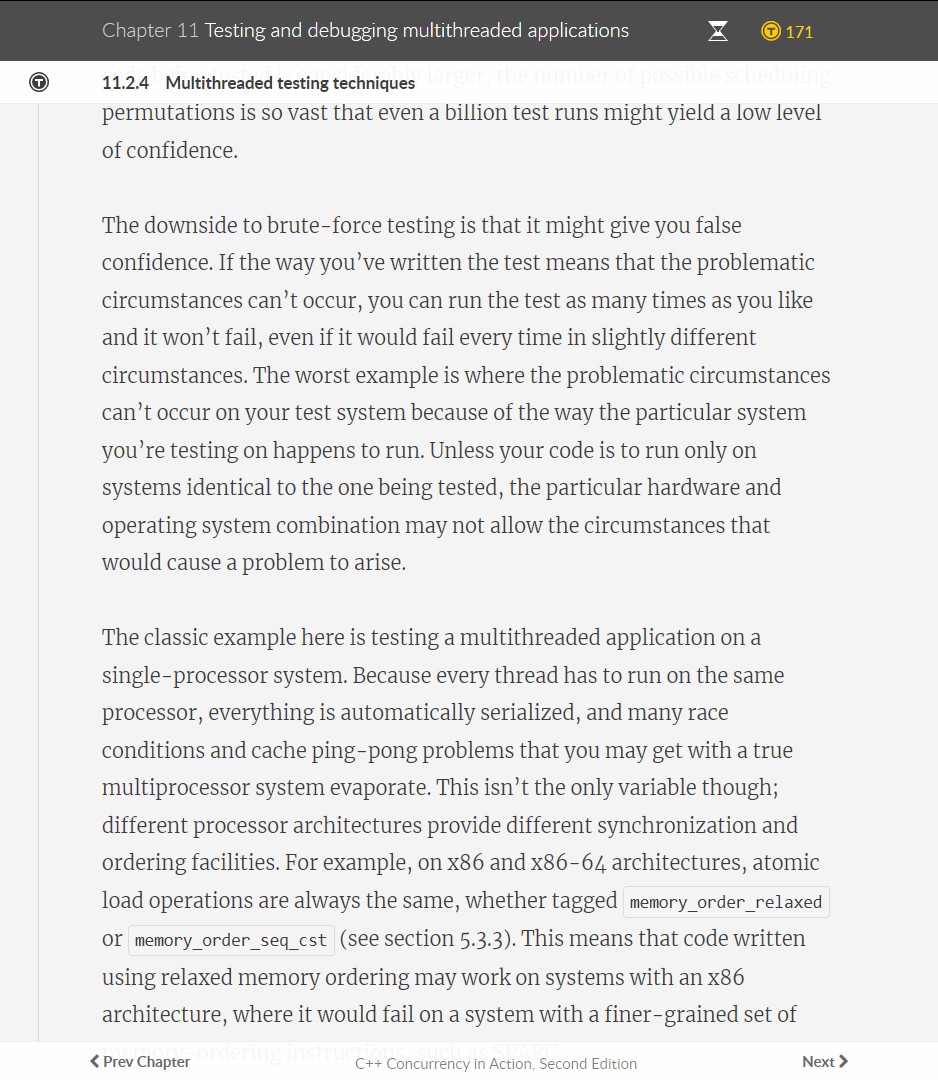 Chapter 11 Testing and debugging multithreaded applications
171
11.2.4 Multithreaded testing techniques
larger, the number of possible scheduling
permutations is so vast that even a billion test runs might yield a low level
of confidence.
The downside to brute-force testing is that it might give you false
confidence. If the way you’ve written the test means that the problematic
circumstances can’t occur, you can run the test as many times as you like
and it won’t fail, even if it would fail every time in slightly different
circumstances. The worst example is where the problematic circumstances
can’t occur on your test system because of the way the particular system
you’re testing on happens to run. Unless your code is to run only on
systems identical to the one being tested, the particular hardware and
operating system combination may not allow the circumstances that
would cause a problem to arise.
The classic example here is testing a multithreaded application on a
single-processor system. Because every thread has to run on the same
processor, everything is automatically serialized, and many race
conditions and cache ping-pong problems that you may get with a true
multiprocessor system evaporate. This isn’t the only variable though;
different processor architectures provide different synchronization and
ordering facilities. For example, on x86 and x86-64 architectures, atomic
load operations are always the same, whether tagged memory_order_relaxed
or memory_order_seq_cst (see section 5.3.3). This means that code written
using relaxed memory ordering may work on systems with an x86
architecture, where it would fail on a system with a finer-grained set of
memory-ordering instructions, such as SPARC.
Prev Chapter
C++ Concurrency in Action, Second Edition
Next